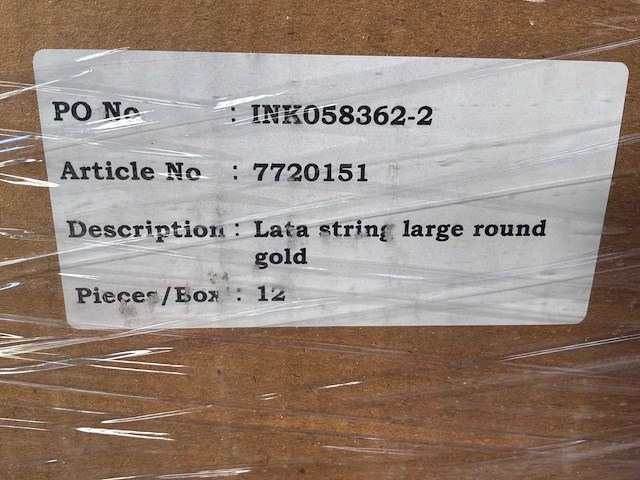 PO No : INK058362-2
Article No : 7720151
Description : Lata string large round
gold
Pieces/Box : 12